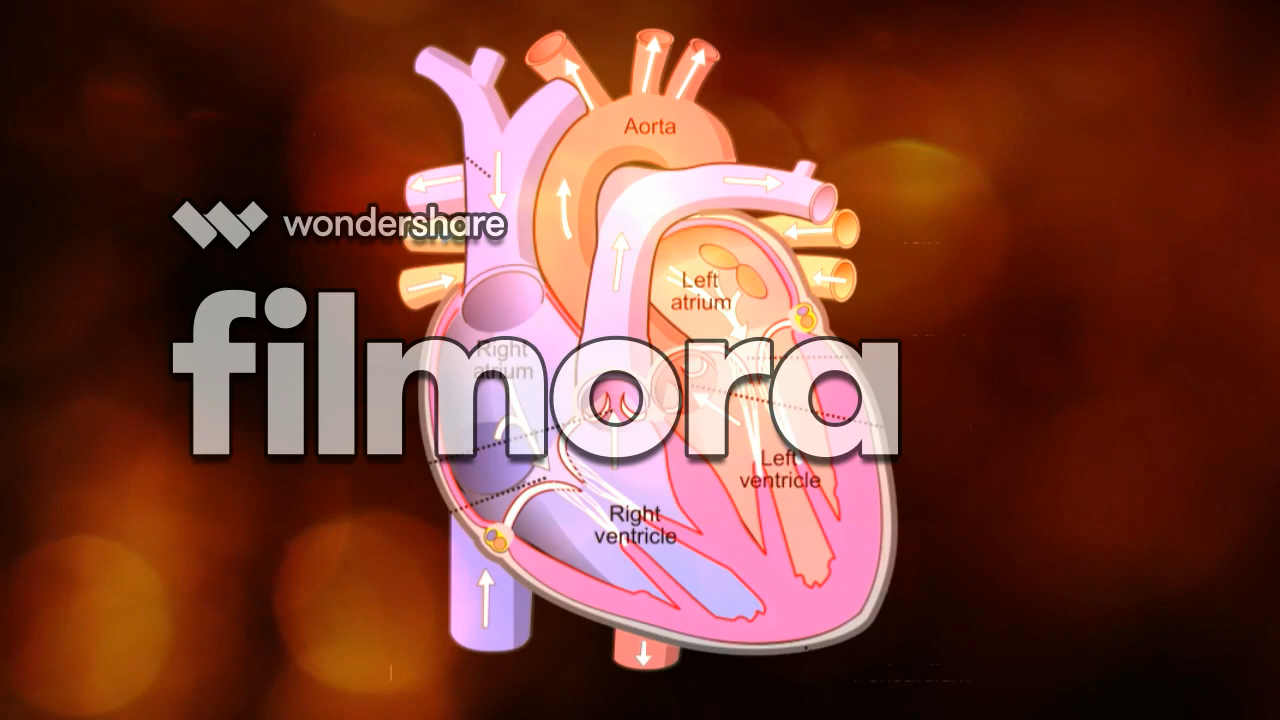 Aorta
wondershare
Left
atrium
filmora
Right
atrium
Left
ventricle
Right
ventricle